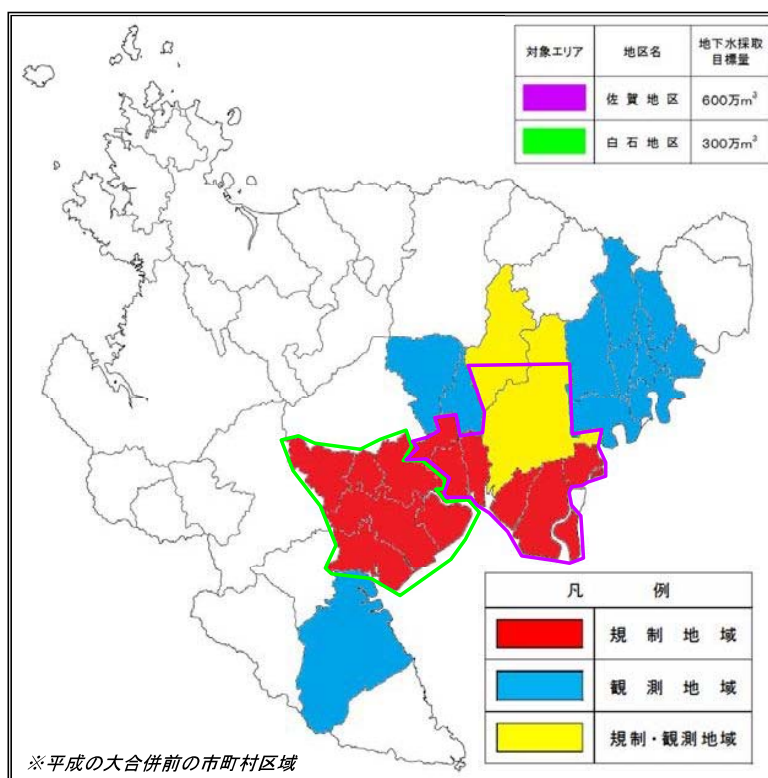 対象エリア 地区名 地下水採取
目標量
佐賀地区 600万m³
白石地区 300万m³
凡 例
規制地域
観測地域
規制・観測地域
※平成の大合併前の市町村区域